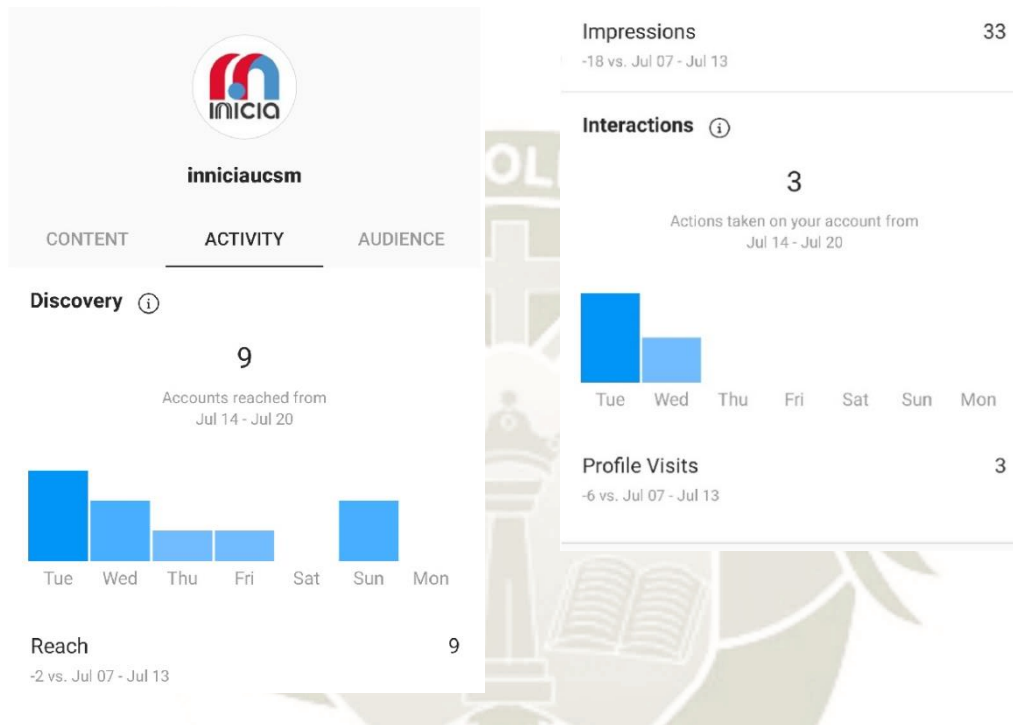 INICIA
inniciaucsm
CONTENT ACTIVITY AUDIENCE
Discovery
9
Accounts reached from
Jul 14 - Jul 20
Tue Wed Thu Fri Sat Sun Mon
Reach 9
-2 vs. Jul 07 - Jul 13
Impressions 33
-18 vs. Jul 07 - Jul 13
Interactions
3
Actions taken on your account from
Jul 14 - Jul 20
Tue Wed Thu Fri Sat Sun Mon
Profile Visits 3
-6 vs. Jul 07 - Jul 13